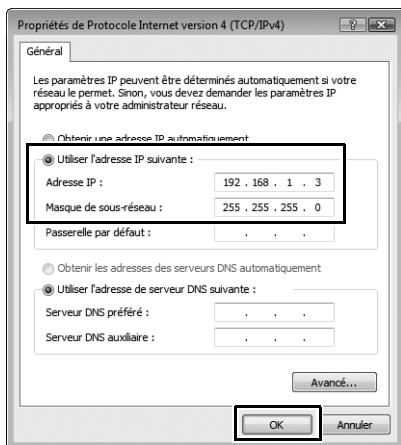 Propriétés de Protocole Internet version 4 (TCP/IPv4)
Général
Les paramètres IP peuvent être déterminés automatiquement si votre
réseau le permet. Sinon, vous devez demander les paramètres IP
appropriés à votre administrateur réseau.
Obtenir une adresse IP automatiquement
Utiliser l'adresse IP suivante :
Adresse IP : 192 . 168 . 1 . 3
Masque de sous-réseau : 255 . 255 . 255 . 0
Passerelle par défaut : . . .
Obtenir les adresses des serveurs DNS automatiquement
Utiliser l'adresse de serveur DNS suivante :
Serveur DNS préféré : . . .
Serveur DNS auxiliaire : . . .
Avancé...
OK Annuler